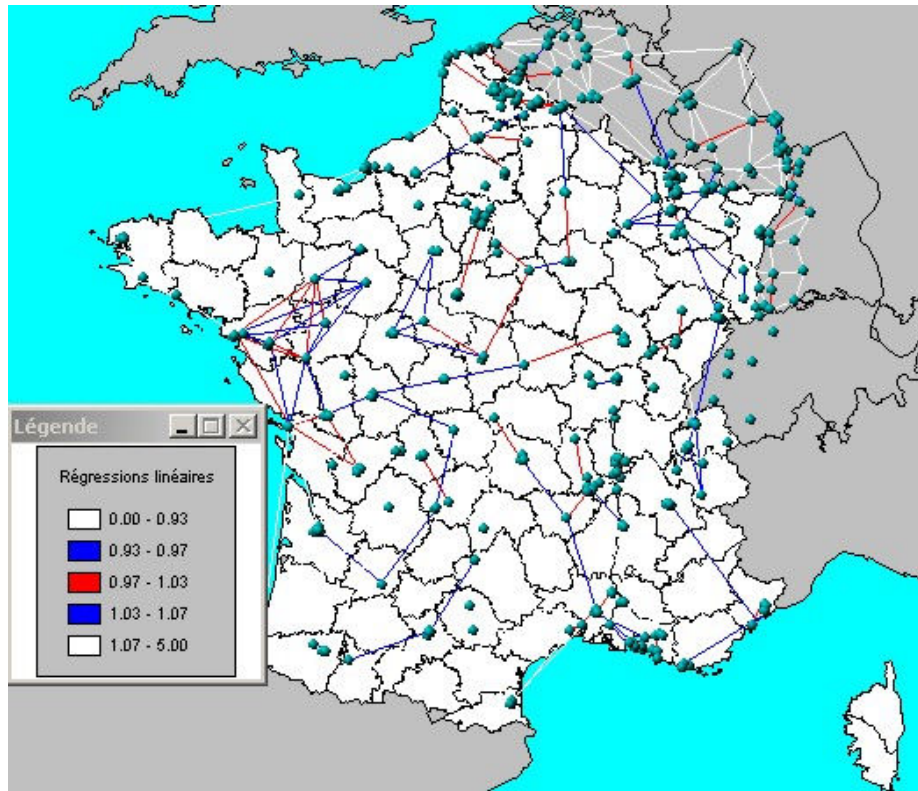 Légende
Régressions linéaires
0.00 - 0.93
0.93 - 0.97
0.97 - 1.03
1.03 - 1.07
1.07 - 5.00